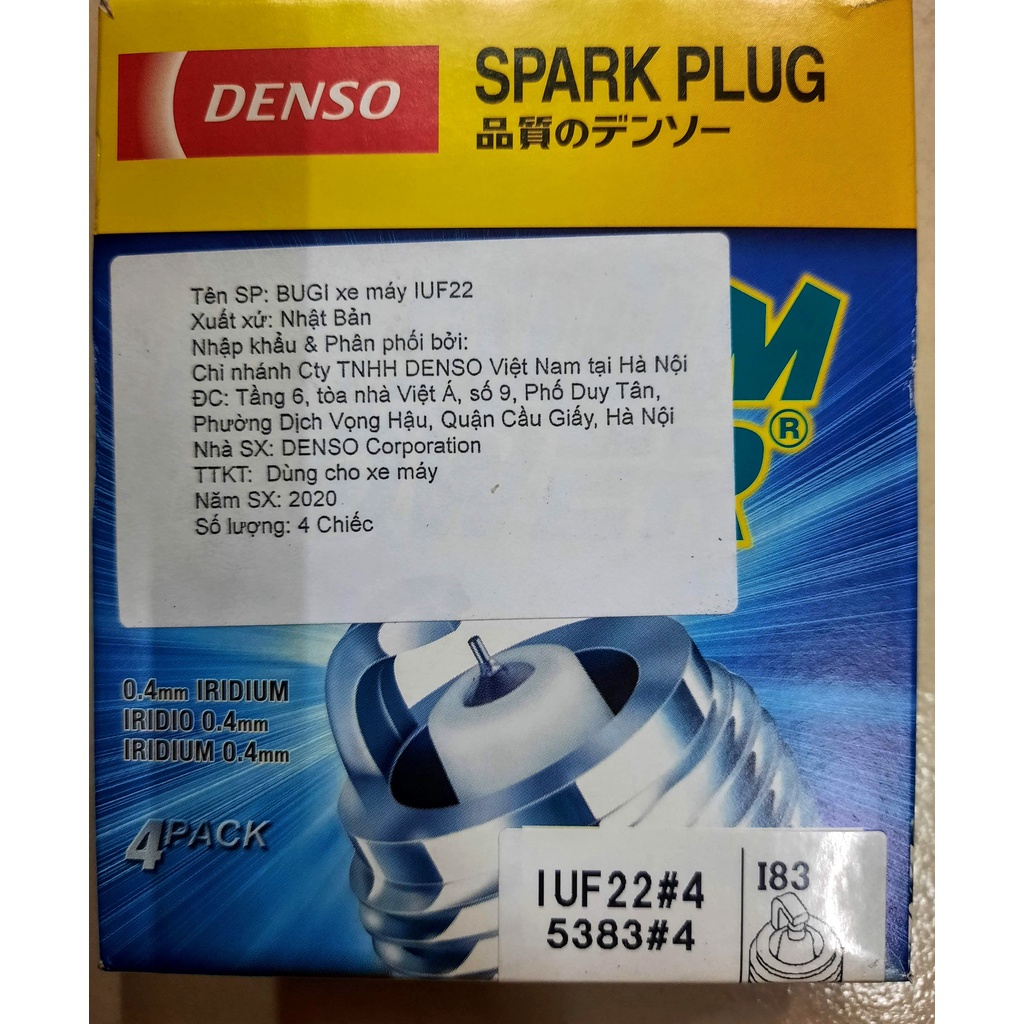 DENSO
SPARK PLUG
品質のデンソー
Tên SP: BUGI xe máy IUF22
Xuất xứ: Nhật Bản
Nhập khẩu & Phân phối bởi:
Chi nhánh Cty TNHH DENSO Việt Nam tại Hà Nội
ĐC: Tầng 6, tòa nhà Việt Á, số 9, Phố Duy Tân,
Phường Dịch Vọng Hậu, Quận Cầu Giấy, Hà Nội
Nhà SX: DENSO Corporation
TTKT: Dùng cho xe máy
Năm SX: 2020
Số lượng: 4 Chiếc
M
R®
0.4mm IRIDIUM
IRIDIO 0.4mm
IRIDIUM 0.4mm
4PACK
IUF22#4
5383#4
I83